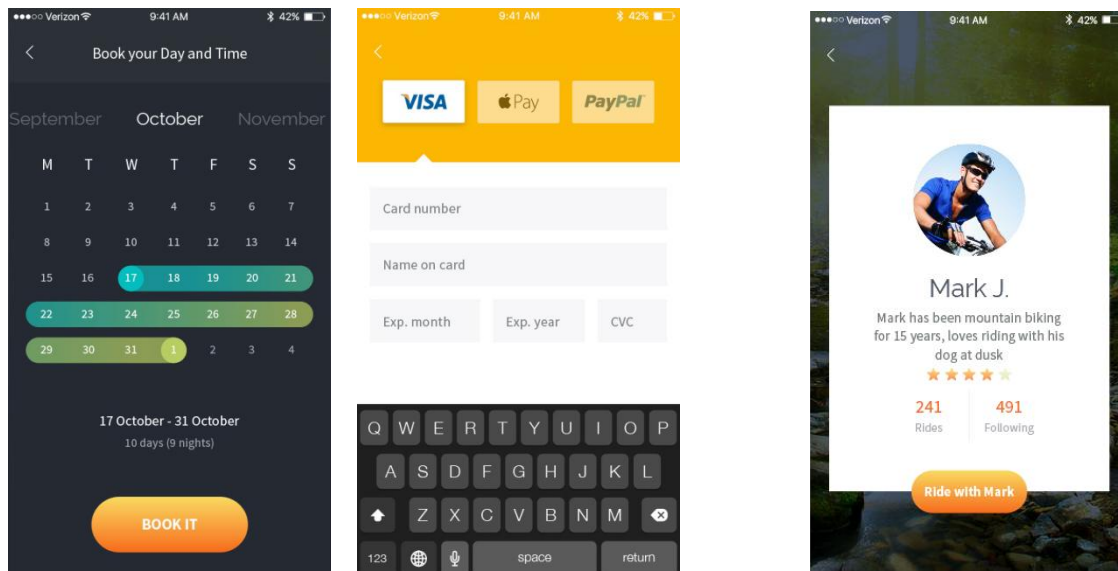 Verizon 9:41 AM 42%
Book your Day and Time
September October November
M T W T F S S
1 2 3 4 5 6 7
8 9 10 11 12 13 14
15 16 17 18 19 20 21
22 23 24 25 26 27 28
29 30 31 1 2 3 4
17 October - 31 October
10 days (9 nights)
BOOK IT
Verizon 9:41 AM 42%
VISA Pay PayPal
Card number
Name on card
Exp. month Exp. year CVC
Q W E R T Y U I O P
A S D F G H J K L
Z X C V B N M
123 space return
Verizon 9:41 AM 42%
Mark J.
Mark has been mountain biking
for 15 years, loves riding with his
dog at dusk
241 491
Rides Following
Ride with Mark